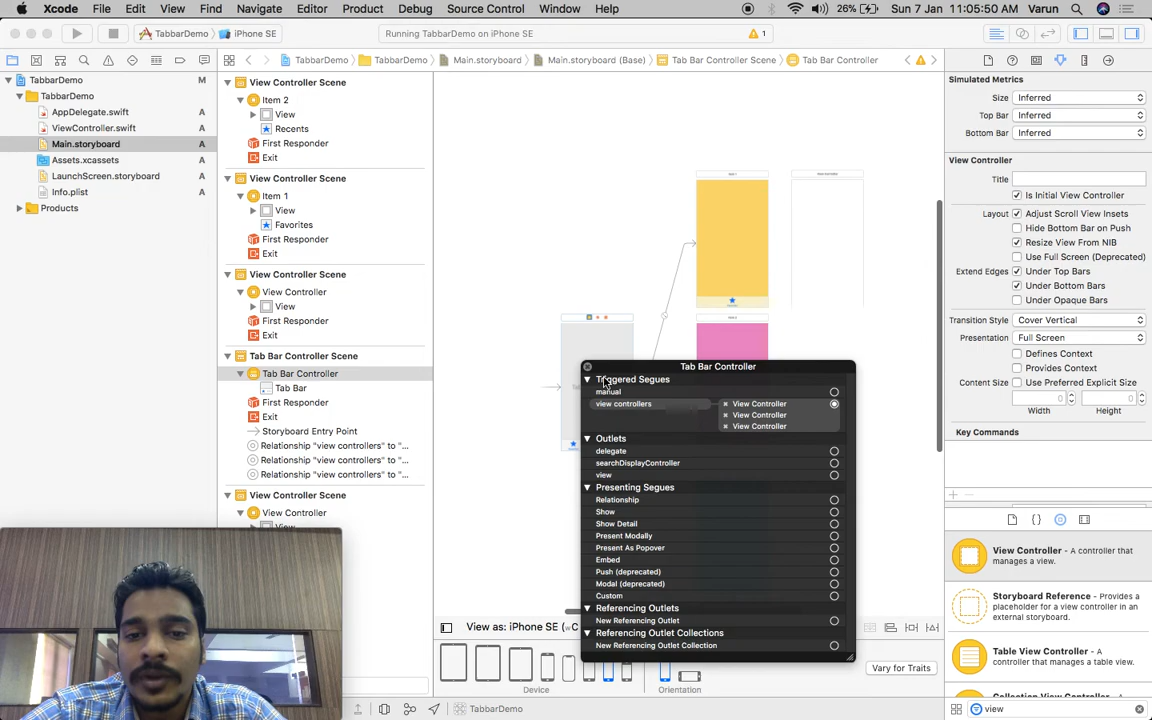 Xcode File Edit View Find Navigate Editor Product Debug Source Control Window Help 26% Sun 7 Jan 11:05:50 AM Varun
TabbarDemo iPhone SE Running TabbarDemo on iPhone SE 1
TabbarDemo TabbarDemo Main.storyboard Main.storyboard (Base) Tab Bar Controller Scene Tab Bar Controller
TabbarDemo M
TabbarDemo
AppDelegate.swift A
ViewController.swift A
Main.storyboard A
Assets.xcassets A
LaunchScreen.storyboard A
Info.plist A
Products
View Controller Scene
Item 2
View
Recents
First Responder
Exit
View Controller Scene
Item 1
View
Favorites
First Responder
Exit
View Controller Scene
View Controller
View
First Responder
Exit
Tab Bar Controller Scene
Tab Bar Controller
Tab Bar
First Responder
Exit
Storyboard Entry Point
Relationship "view controllers" to "...
Relationship "view controllers" to "...
Relationship "view controllers" to "...
View Controller Scene
View Controller
View
Tab Bar Controller
Triggered Segues
manual
view controllers View Controller
View Controller
View Controller
Outlets
delegate
searchDisplayController
view
Presenting Segues
Relationship
Show
Show Detail
Present Modally
Present As Popover
Embed
Push (deprecated)
Modal (deprecated)
Custom
Referencing Outlets
New Referencing Outlet
Referencing Outlet Collections
New Referencing Outlet Collection
View as: iPhone SE (wC
Device Orientation
Vary for Traits
TabbarDemo
Simulated Metrics
Size Inferred
Top Bar Inferred
Bottom Bar Inferred
View Controller
Title
Is Initial View Controller
Layout Adjust Scroll View Insets
Hide Bottom Bar on Push
Resize View From NIB
Use Full Screen (Deprecated)
Extend Edges Under Top Bars
Under Bottom Bars
Under Opaque Bars
Transition Style Cover Vertical
Presentation Full Screen
Defines Context
Provides Context
Content Size Use Preferred Explicit Size
0 0
Width Height
Key Commands
View Controller - A controller that manages a view.
Storyboard Reference - Provides a placeholder for a view controller in an external storyboard.
Table View Controller - A controller that manages a table view.
view